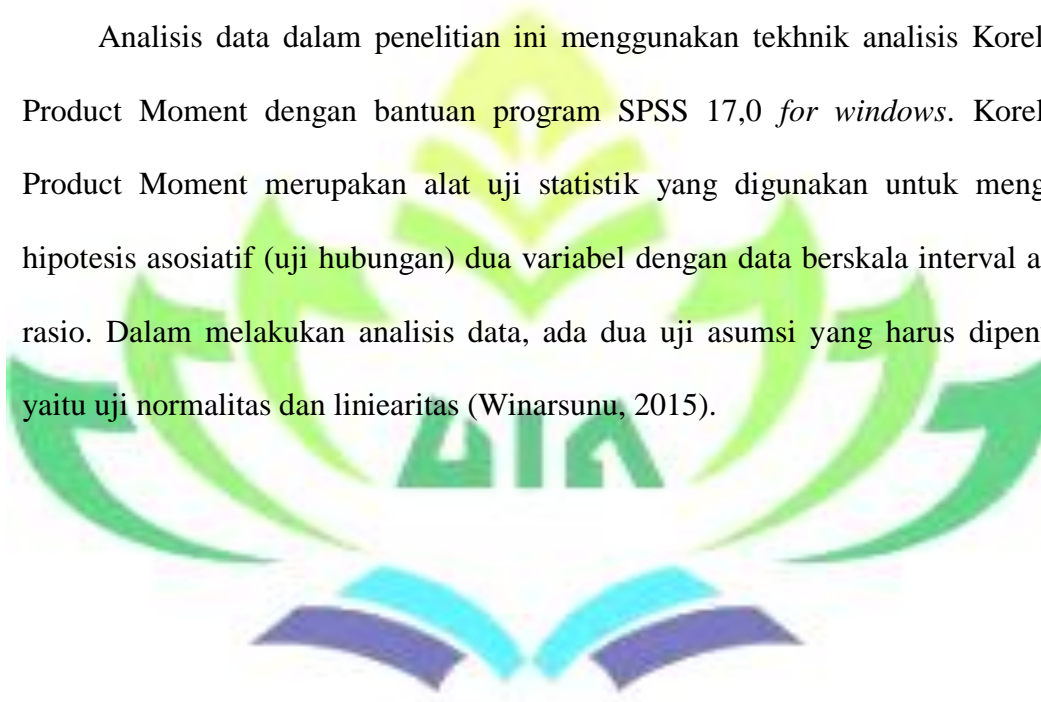 Analisis data dalam penelitian ini menggunakan tekhnik analisis Korel
Product Moment dengan bantuan program SPSS 17,0 for windows. Korel
Product Moment merupakan alat uji statistik yang digunakan untuk meng
hipotesis asosiatif (uji hubungan) dua variabel dengan data berskala interval a
rasio. Dalam melakukan analisis data, ada dua uji asumsi yang harus dipen
yaitu uji normalitas dan liniearitas (Winarsunu, 2015).